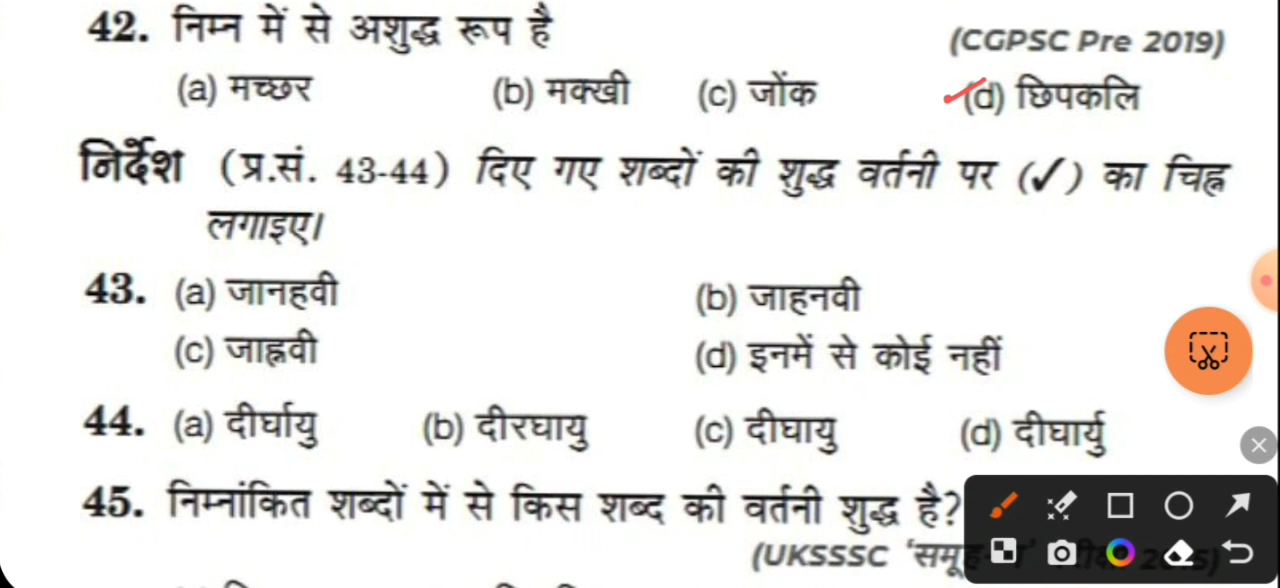 42. निम्न में से अशुद्ध रूप है
(CGPSC Pre 2019)
(a) मच्छर (b) मक्खी (c) जोंक (d) छिपकलि
निर्देश (प्र.सं. 43-44) दिए गए शब्दों की शुद्ध वर्तनी पर (✓) का चिह्न
लगाइए।
43. (a) जानहवी (b) जाहनवी
(c) जाह्नवी (d) इनमें से कोई नहीं
44. (a) दीर्घायु (b) दीरघायु (c) दीघायु (d) दीघार्यु
45. निम्नांकित शब्दों में से किस शब्द की वर्तनी शुद्ध है?
(UKSSSC